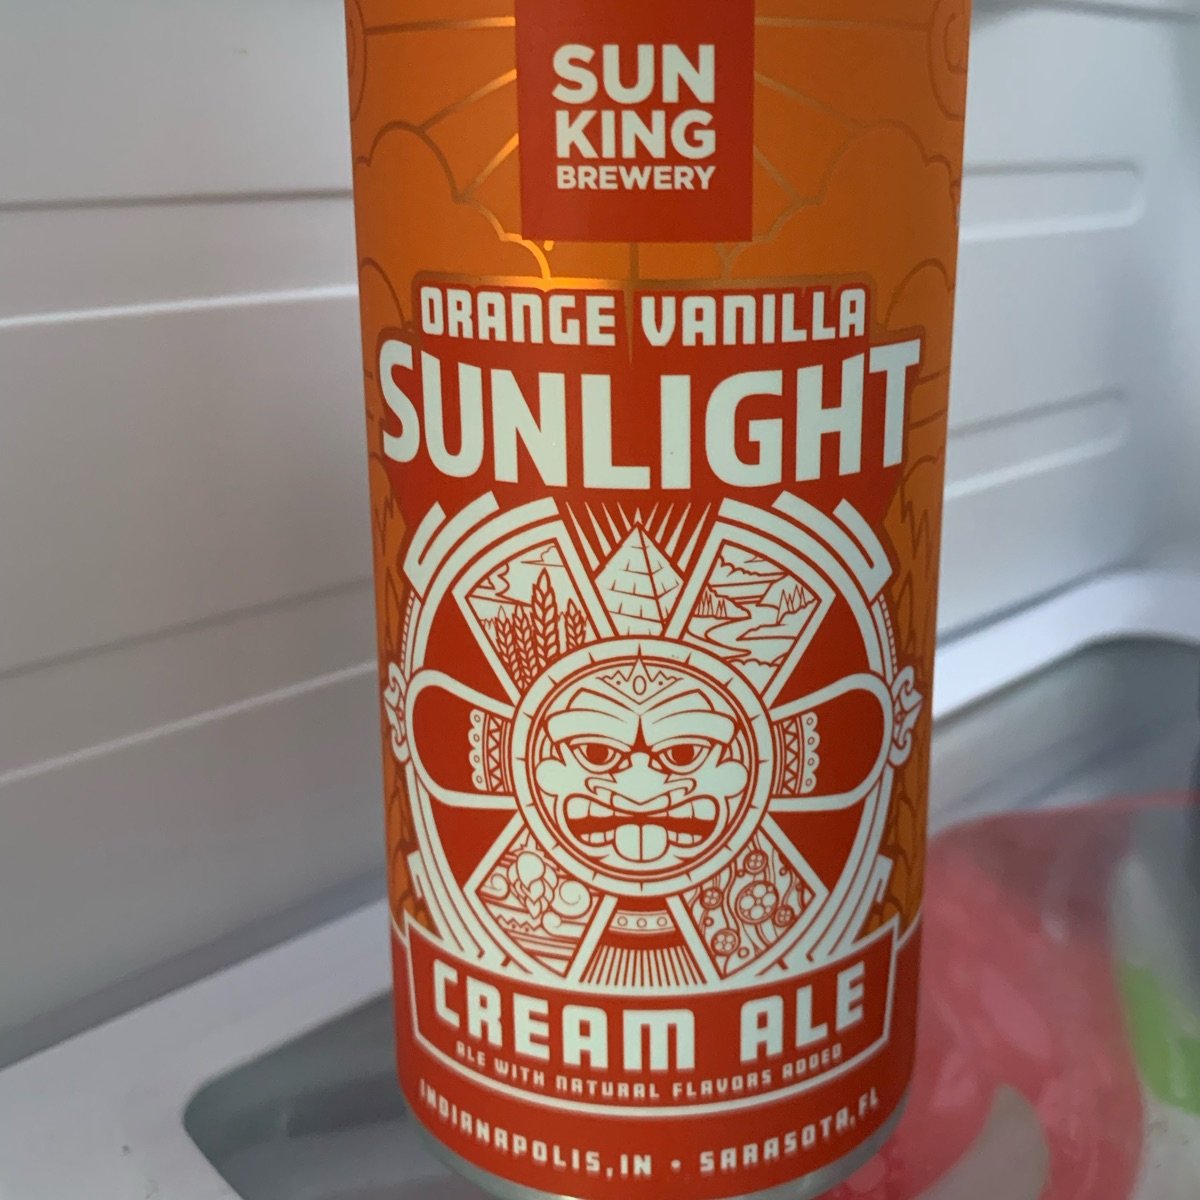 SUN
KING
BREWERY
ORANGE VANILLA
SUNLIGHT
CREAM ALE
ALE WITH NATURAL FLAVORS ADDED
INDIANAPOLIS, IN • SARASOTA, FL